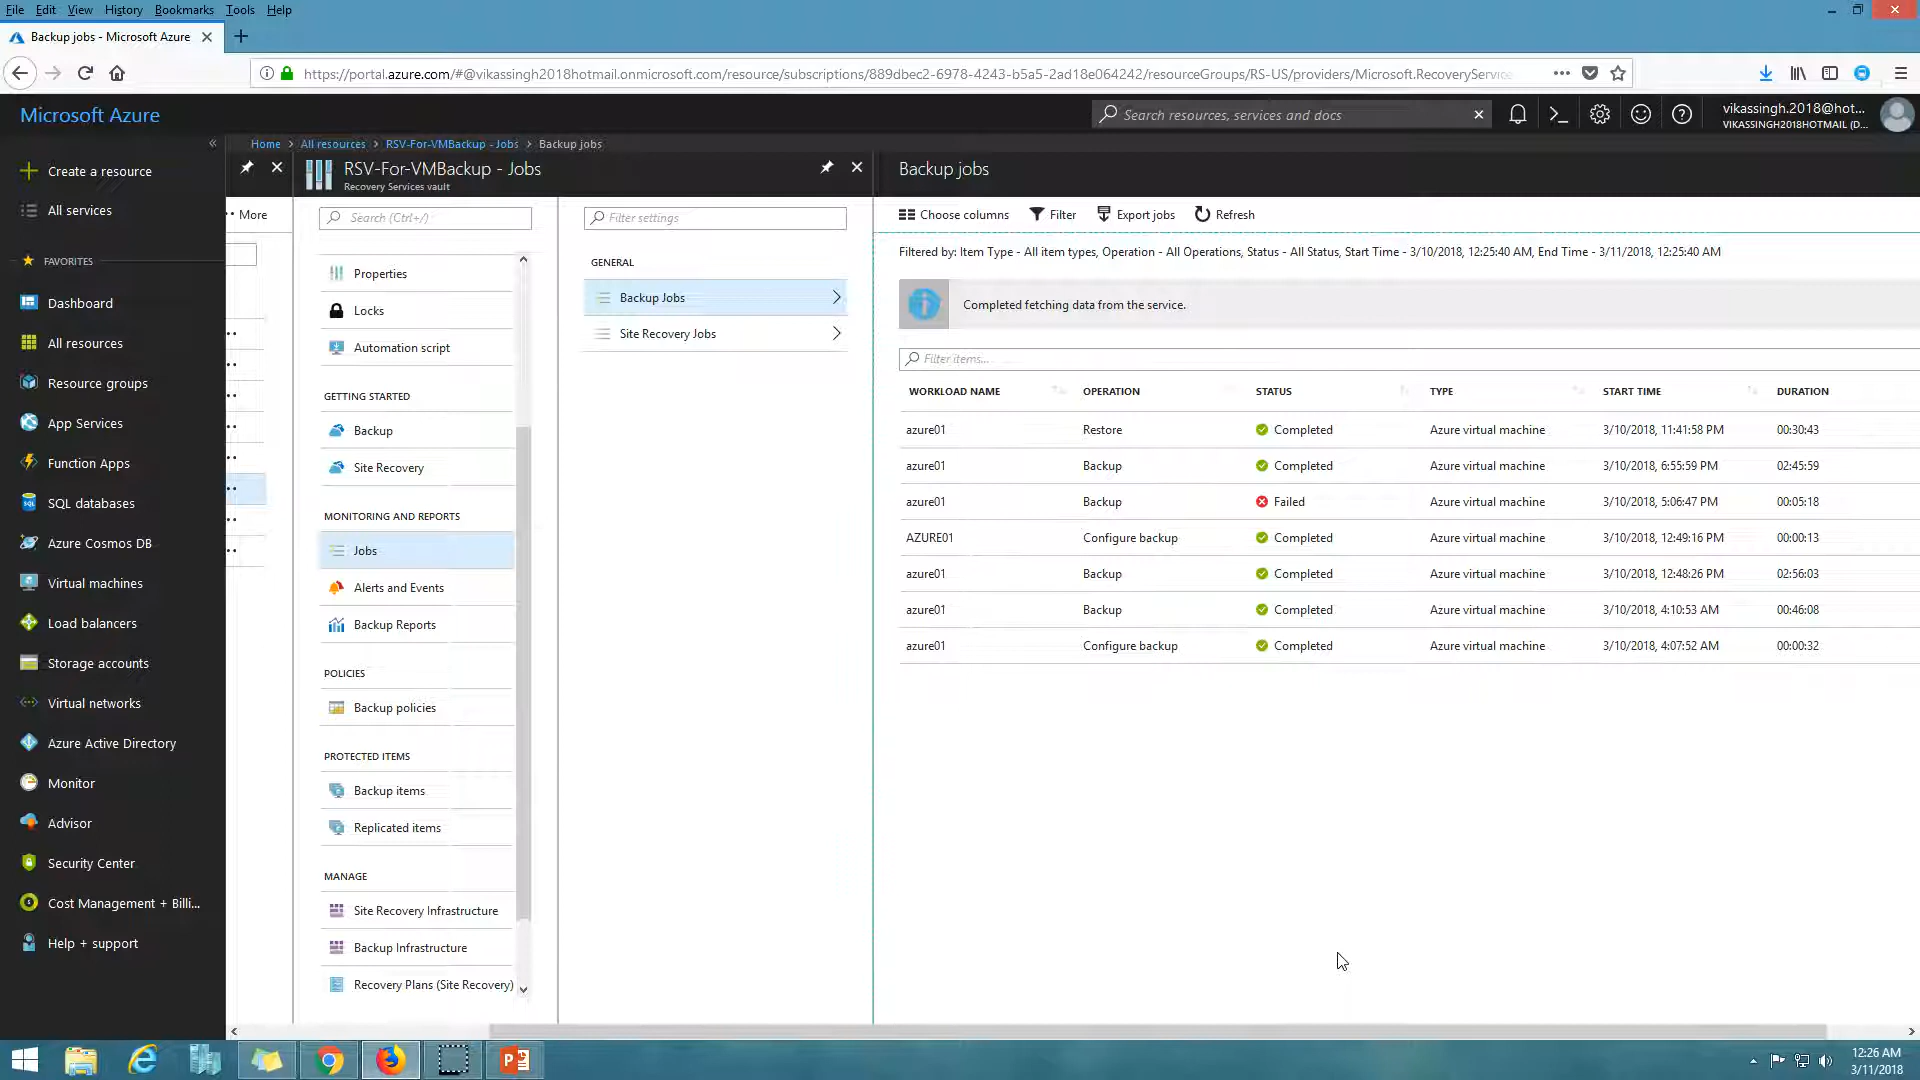 File Edit View History Bookmarks Tools Help
Backup jobs - Microsoft Azure
https://portal.azure.com/#@vikassingh2018hotmail.onmicrosoft.com/resource/subscriptions/889dbec2-6978-4243-b5a5-2ad18e064242/resourceGroups/RS-US/providers/Microsoft.RecoveryService
Microsoft Azure
Search resources, services and docs
vikassingh.2018@hot...
VIKASSINGH2018HOTMAIL (D...
Home > All resources > RSV-For-VMBackup - Jobs > Backup jobs
Create a resource
All services
FAVORITES
Dashboard
All resources
Resource groups
App Services
Function Apps
SQL databases
Azure Cosmos DB
Virtual machines
Load balancers
Storage accounts
Virtual networks
Azure Active Directory
Monitor
Advisor
Security Center
Cost Management + Billi...
Help + support
More
RSV-For-VMBackup - Jobs
Recovery Services vault
Search (Ctrl+/)
Properties
Locks
Automation script
GETTING STARTED
Backup
Site Recovery
MONITORING AND REPORTS
Jobs
Alerts and Events
Backup Reports
POLICIES
Backup policies
PROTECTED ITEMS
Backup items
Replicated items
MANAGE
Site Recovery Infrastructure
Backup Infrastructure
Recovery Plans (Site Recovery)
Filter settings
GENERAL
Backup Jobs
Site Recovery Jobs
Backup jobs
Choose columns Filter Export jobs Refresh
Filtered by: Item Type - All item types, Operation - All Operations, Status - All Status, Start Time - 3/10/2018, 12:25:40 AM, End Time - 3/11/2018, 12:25:40 AM
Completed fetching data from the service.
Filter items...
WORKLOAD NAME OPERATION STATUS TYPE START TIME DURATION
azure01 Restore Completed Azure virtual machine 3/10/2018, 11:41:58 PM 00:30:43
azure01 Backup Completed Azure virtual machine 3/10/2018, 6:55:59 PM 02:45:59
azure01 Backup Failed Azure virtual machine 3/10/2018, 5:06:47 PM 00:05:18
AZURE01 Configure backup Completed Azure virtual machine 3/10/2018, 12:49:16 PM 00:00:13
azure01 Backup Completed Azure virtual machine 3/10/2018, 12:48:26 PM 02:56:03
azure01 Backup Completed Azure virtual machine 3/10/2018, 4:10:53 AM 00:46:08
azure01 Configure backup Completed Azure virtual machine 3/10/2018, 4:07:52 AM 00:00:32
12:26 AM
3/11/2018